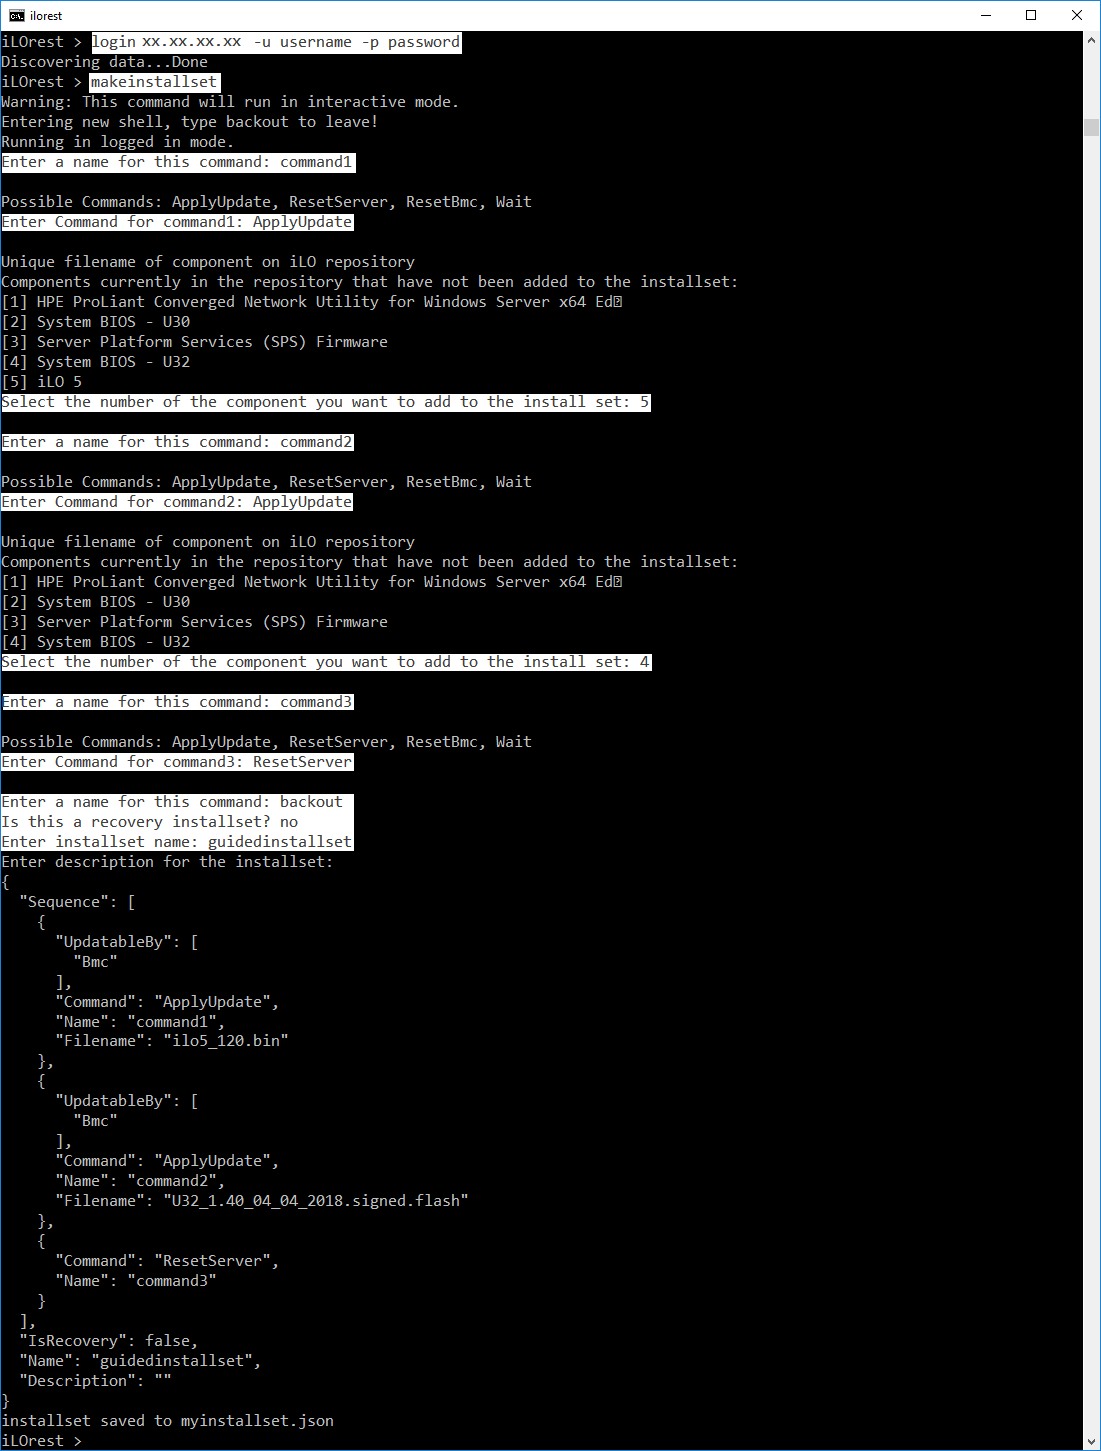 ilorest
iLOrest > login xx.xx.xx.xx -u username -p password
Discovering data...Done
iLOrest > makeinstallset
Warning: This command will run in interactive mode.
Entering new shell, type backout to leave!
Running in logged in mode.
Enter a name for this command: command1
Possible Commands: ApplyUpdate, ResetServer, ResetBmc, Wait
Enter Command for command1: ApplyUpdate
Unique filename of component on iLO repository
Components currently in the repository that have not been added to the installset:
[1] HPE ProLiant Converged Network Utility for Windows Server x64 Ed
[2] System BIOS - U30
[3] Server Platform Services (SPS) Firmware
[4] System BIOS - U32
[5] iLO 5
Select the number of the component you want to add to the install set: 5
Enter a name for this command: command2
Possible Commands: ApplyUpdate, ResetServer, ResetBmc, Wait
Enter Command for command2: ApplyUpdate
Unique filename of component on iLO repository
Components currently in the repository that have not been added to the installset:
[1] HPE ProLiant Converged Network Utility for Windows Server x64 Ed
[2] System BIOS - U30
[3] Server Platform Services (SPS) Firmware
[4] System BIOS - U32
Select the number of the component you want to add to the install set: 4
Enter a name for this command: command3
Possible Commands: ApplyUpdate, ResetServer, ResetBmc, Wait
Enter Command for command3: ResetServer
Enter a name for this command: backout
Is this a recovery installset? no
Enter installset name: guidedinstallset
Enter description for the installset:
{
  "Sequence": [
    {
      "UpdatableBy": [
        "Bmc"
      ],
      "Command": "ApplyUpdate",
      "Name": "command1",
      "Filename": "ilo5_120.bin"
    },
    {
      "UpdatableBy": [
        "Bmc"
      ],
      "Command": "ApplyUpdate",
      "Name": "command2",
      "Filename": "U32_1.40_04_04_2018.signed.flash"
    },
    {
      "Command": "ResetServer",
      "Name": "command3"
    }
  ],
  "IsRecovery": false,
  "Name": "guidedinstallset",
  "Description": ""
}
installset saved to myinstallset.json
iLOrest >